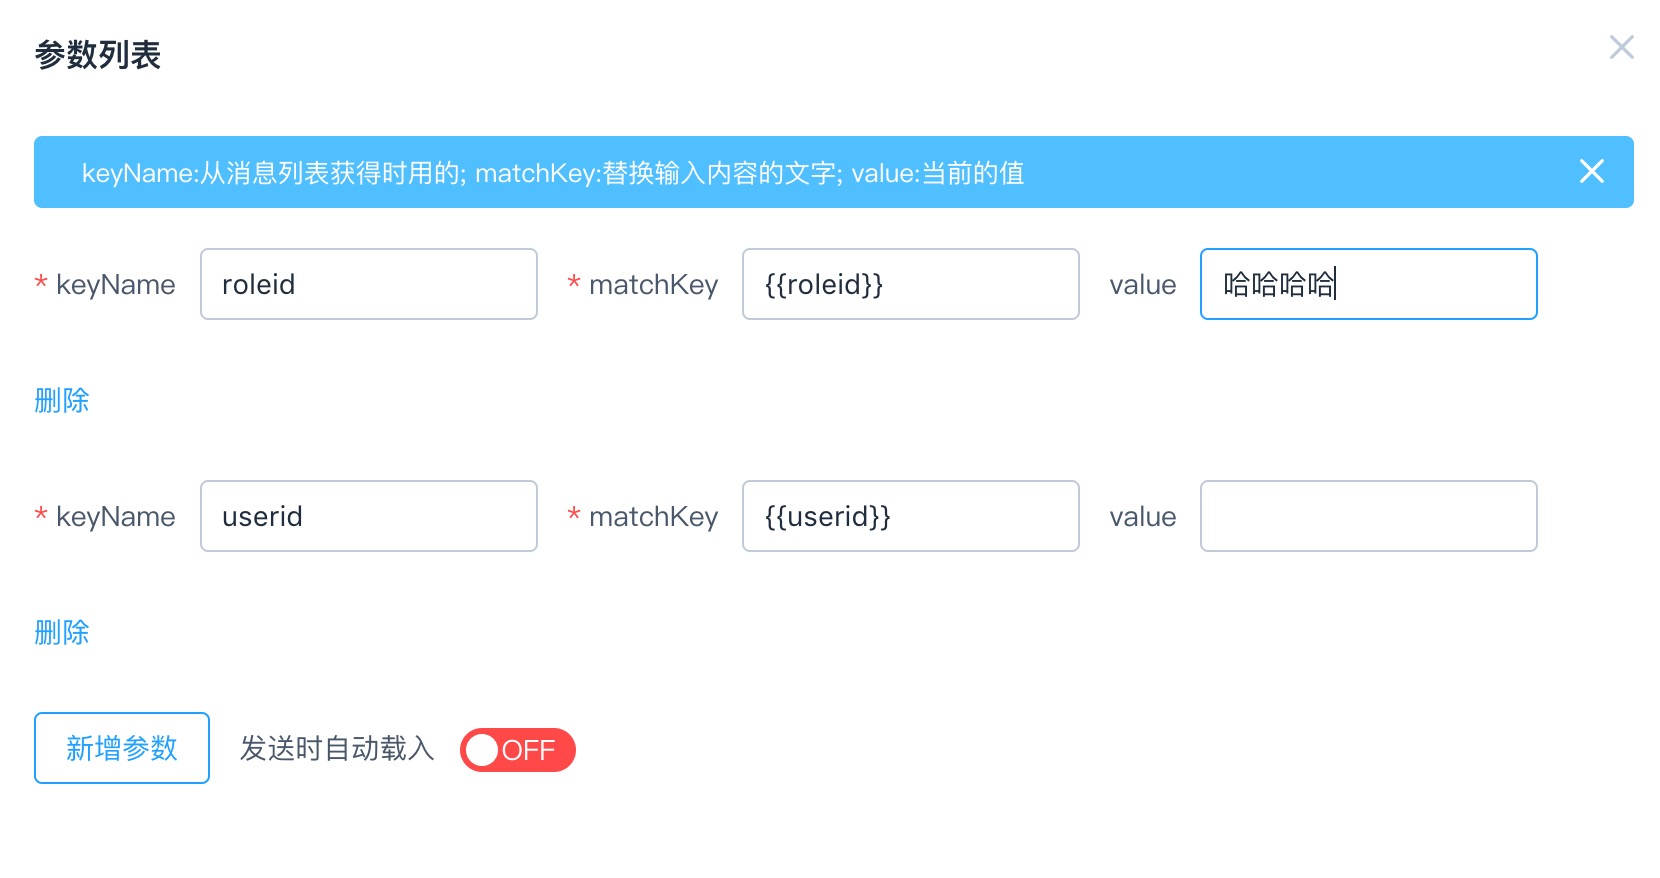 参数列表
keyName:从消息列表获得时用的; matchKey:替换输入内容的文字; value:当前的值
* keyName roleid * matchKey {{roleid}} value 哈哈哈哈
删除
* keyName userid * matchKey {{userid}} value
删除
新增参数 发送时自动载入 OFF